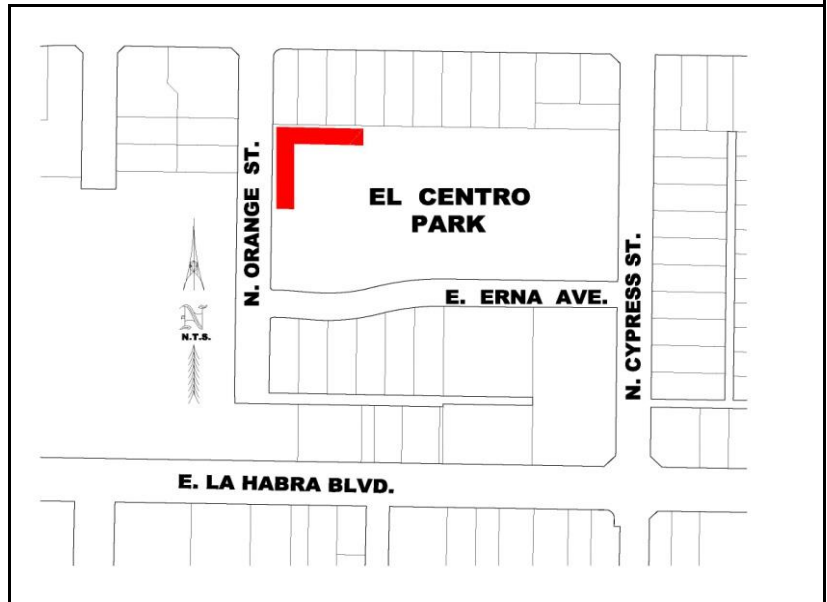 N. ORANGE ST.
EL CENTRO
PARK
N
N.T.S.
E. ERNA AVE.
N. CYPRESS ST.
E. LA HABRA BLVD.